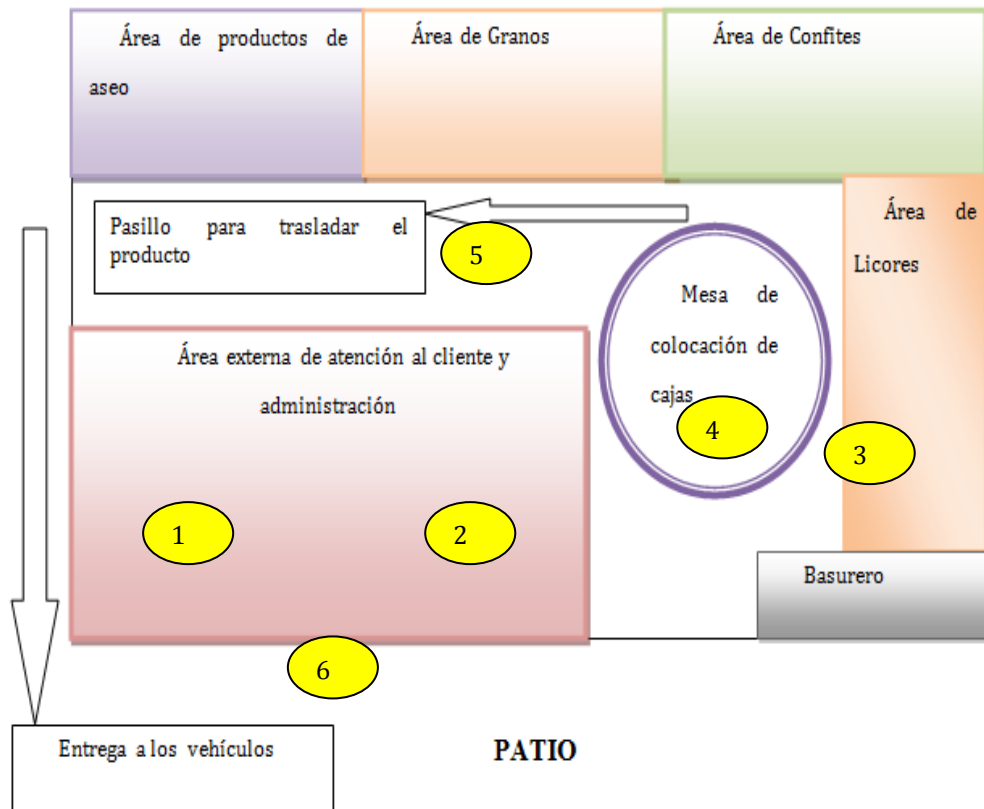 Área de productos de
aseo
Área de Granos
Área de Confites
Pasillo para trasladar el
producto
5
Área de
Licores
Mesa de
colocación de
cajas
4
3
Área externa de atención al cliente y
administración
1
2
Basurero
6
Entrega a los vehículos
PATIO